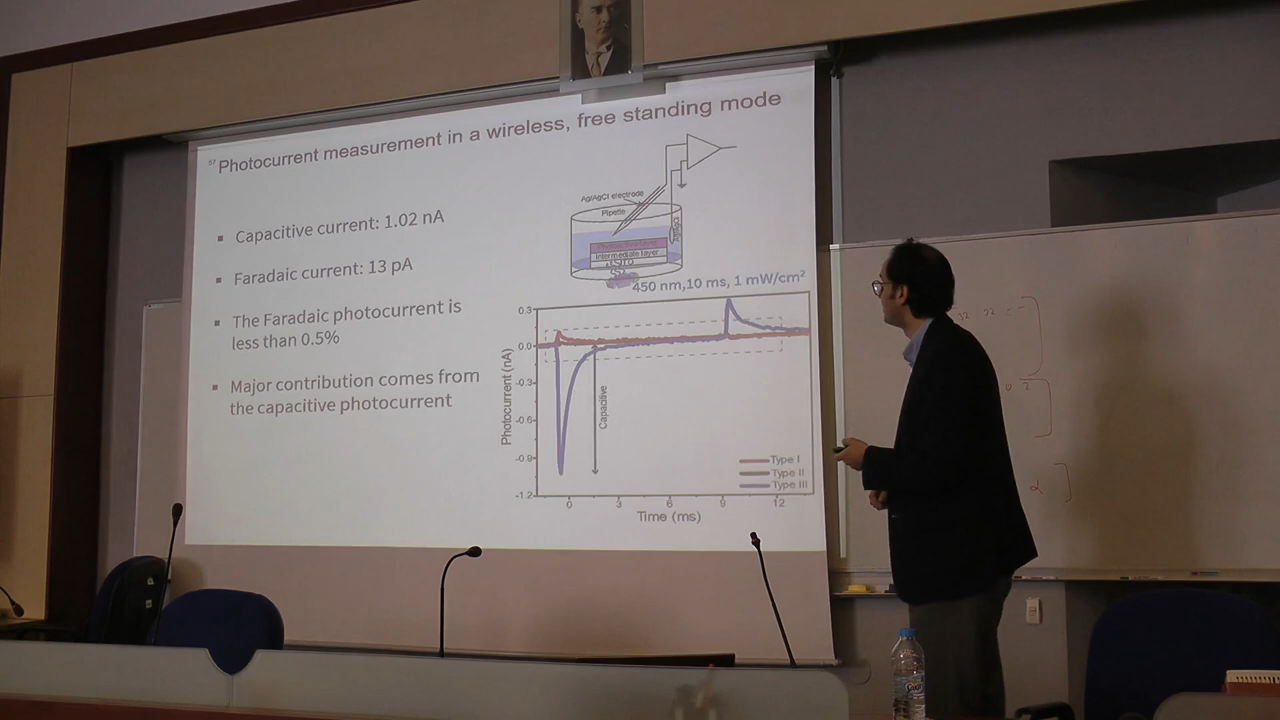 57
Photocurrent measurement in a wireless, free standing mode
▪ Capacitive current: 1.02 nA
▪ Faradaic current: 13 pA
▪ The Faradaic photocurrent is
less than 0.5%
▪ Major contribution comes from
the capacitive photocurrent
Ag/AgCl electrode
Pipette
Photoactive layer
Intermediate layer
450 nm,10 ms, 1 mW/cm²
Photocurrent (nA)
0.3
0.0
-0.3
-0.6
-0.9
-1.2
Capacitive
Type I
Type II
Type III
0 3 6 9 12
Time (ms)